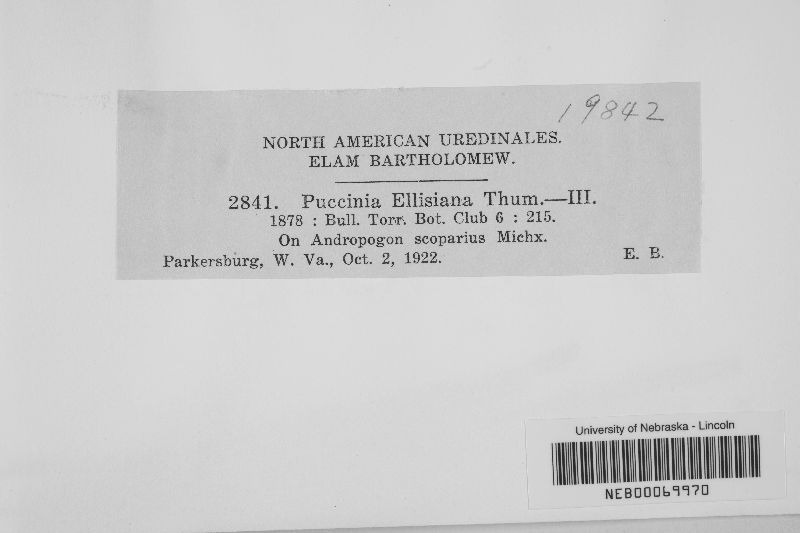 19842
NORTH AMERICAN UREDINALES.
ELAM BARTHOLOMEW.
2841. Puccinia Ellisiana Thum.—III.
1878 : Bull. Torr. Bot. Club 6 : 215.
On Andropogon scoparius Michx.
Parkersburg, W. Va., Oct. 2, 1922. E. B.
University of Nebraska - Lincoln
NEB00069970